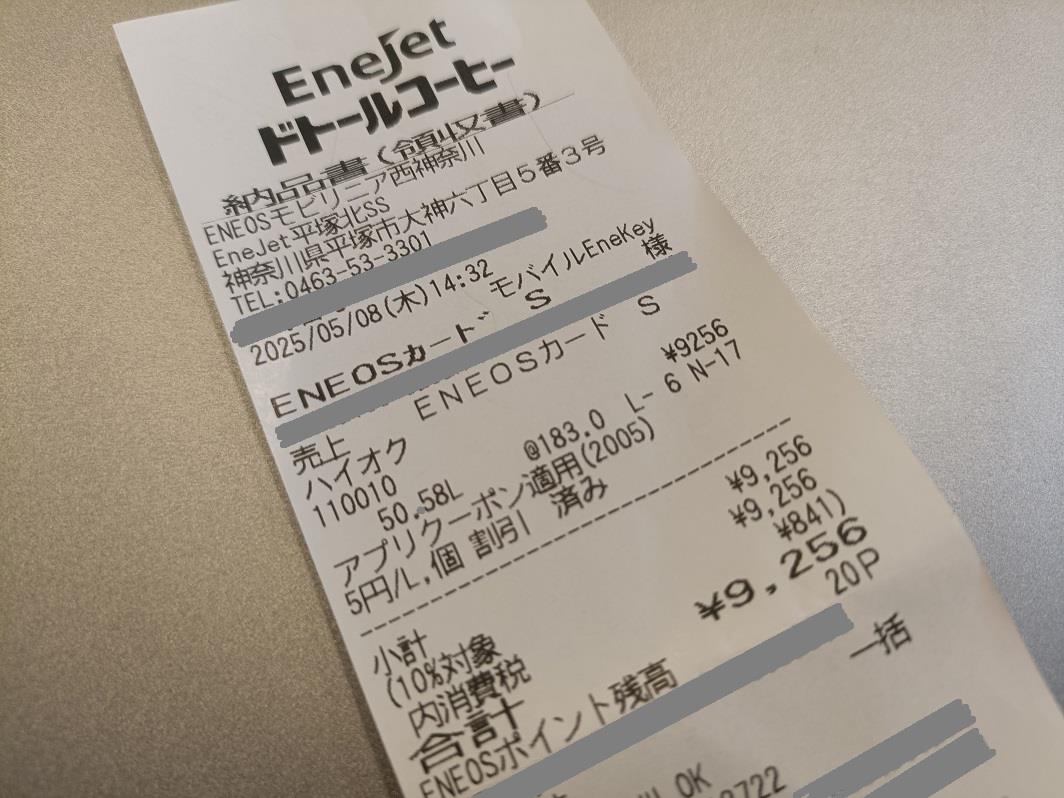 EneJet
ドトールコーヒー
納品書(領収書)
ENEOSモビリニア西神奈川
EneJet平塚北SS
神奈川県平塚市大神六丁目5番3号
TEL:0463-53-3301
2025/05/08(木)14:32
モバイルEneKey
様
ENEOSカード S
ENEOSカード S
売上
ハイオク ¥9256
110010 L- 6 N-17
50.58L @183.0
アプリクーポン適用(2005)
5円/L,個 割引 済み
小計 ¥9,256
(10%対象 ¥9,256
内消費税 ¥841)
合計 ¥9,256
ENEOSポイント残高 20P
一括
OK